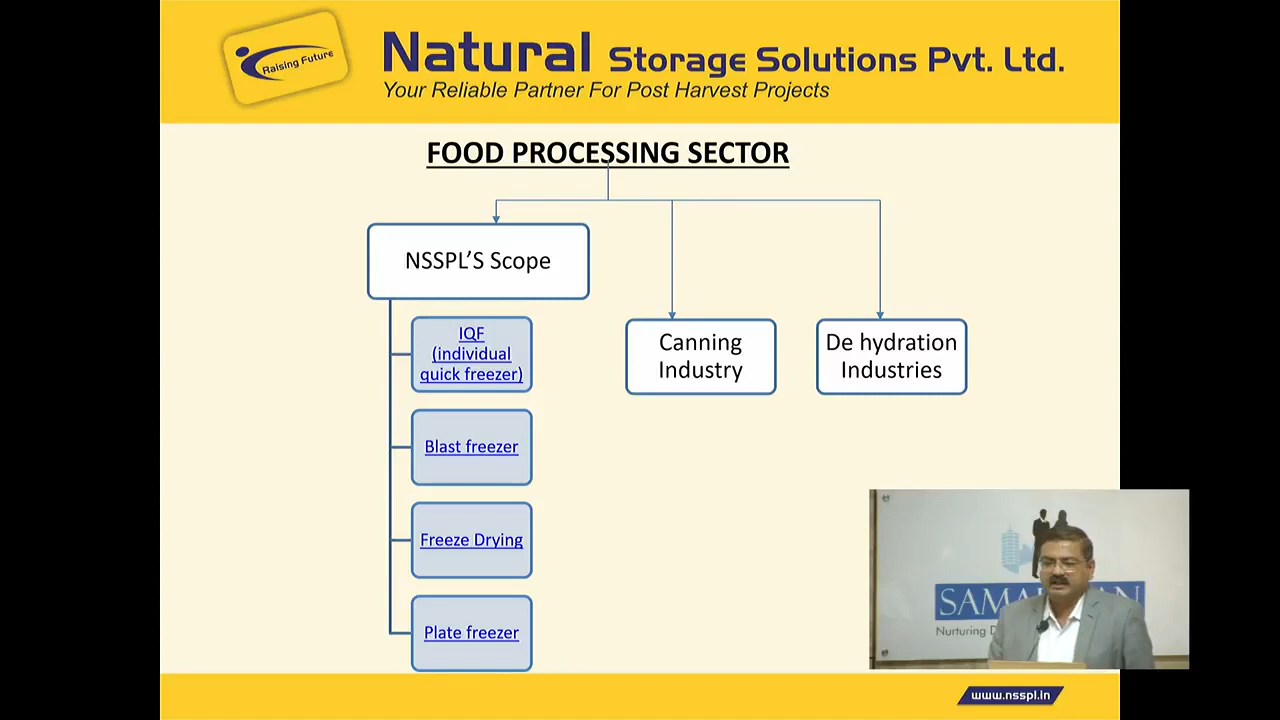 Raising Future
Natural Storage Solutions Pvt. Ltd.
Your Reliable Partner For Post Harvest Projects
FOOD PROCESSING SECTOR
NSSPL'S Scope
IQF
(individual
quick freezer)
Blast freezer
Freeze Drying
Plate freezer
Canning
Industry
De hydration
Industries
Nurturing
www.nsspl.in